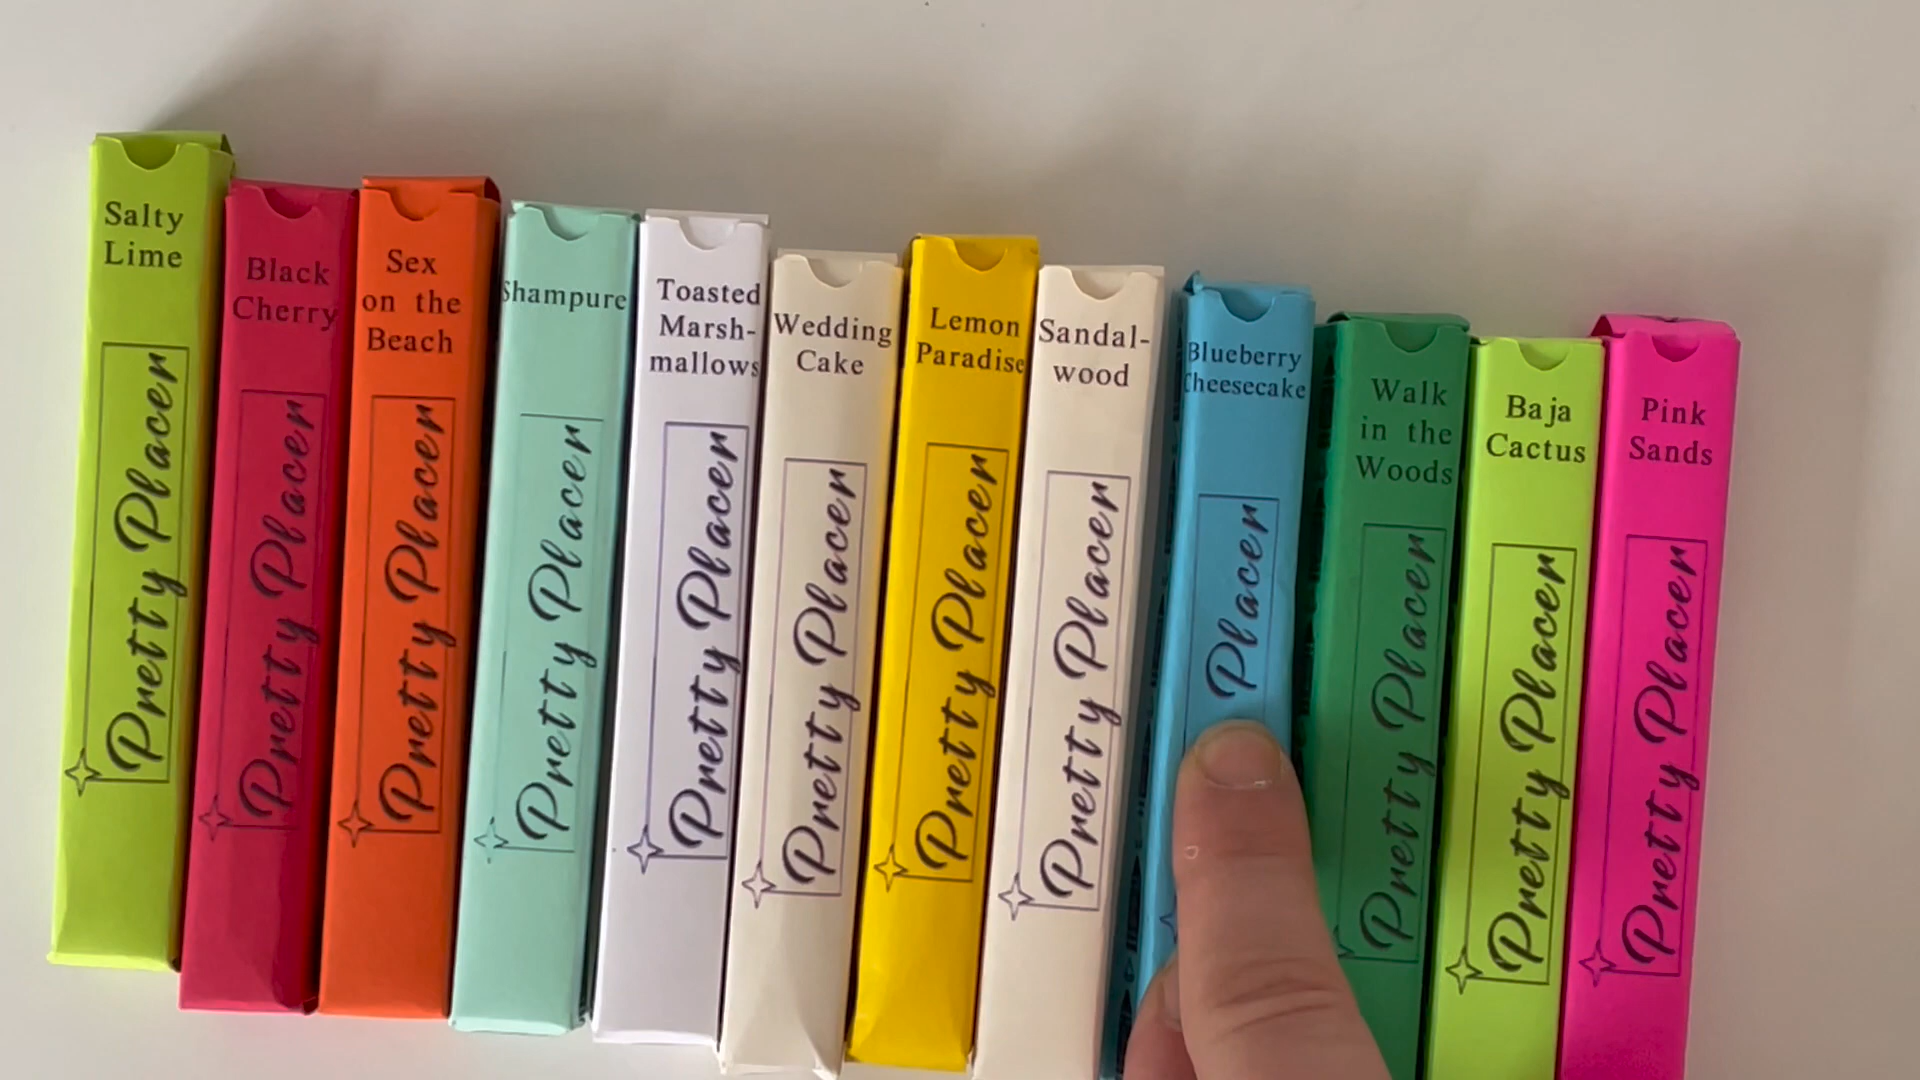 Salty
Lime
Pretty Placer
Black
Cherry
Pretty Placer
Sex
on the
Beach
Pretty Placer
Shampure
Pretty Placer
Toasted
Marsh-
mallows
Pretty Placer
Wedding
Cake
Pretty Placer
Lemon
Paradise
Pretty Placer
Sandal-
wood
Pretty Placer
Blueberry
Cheesecake
Placer
Walk
in the
Woods
Pretty Placer
Baja
Cactus
Pretty Placer
Pink
Sands
Pretty Placer